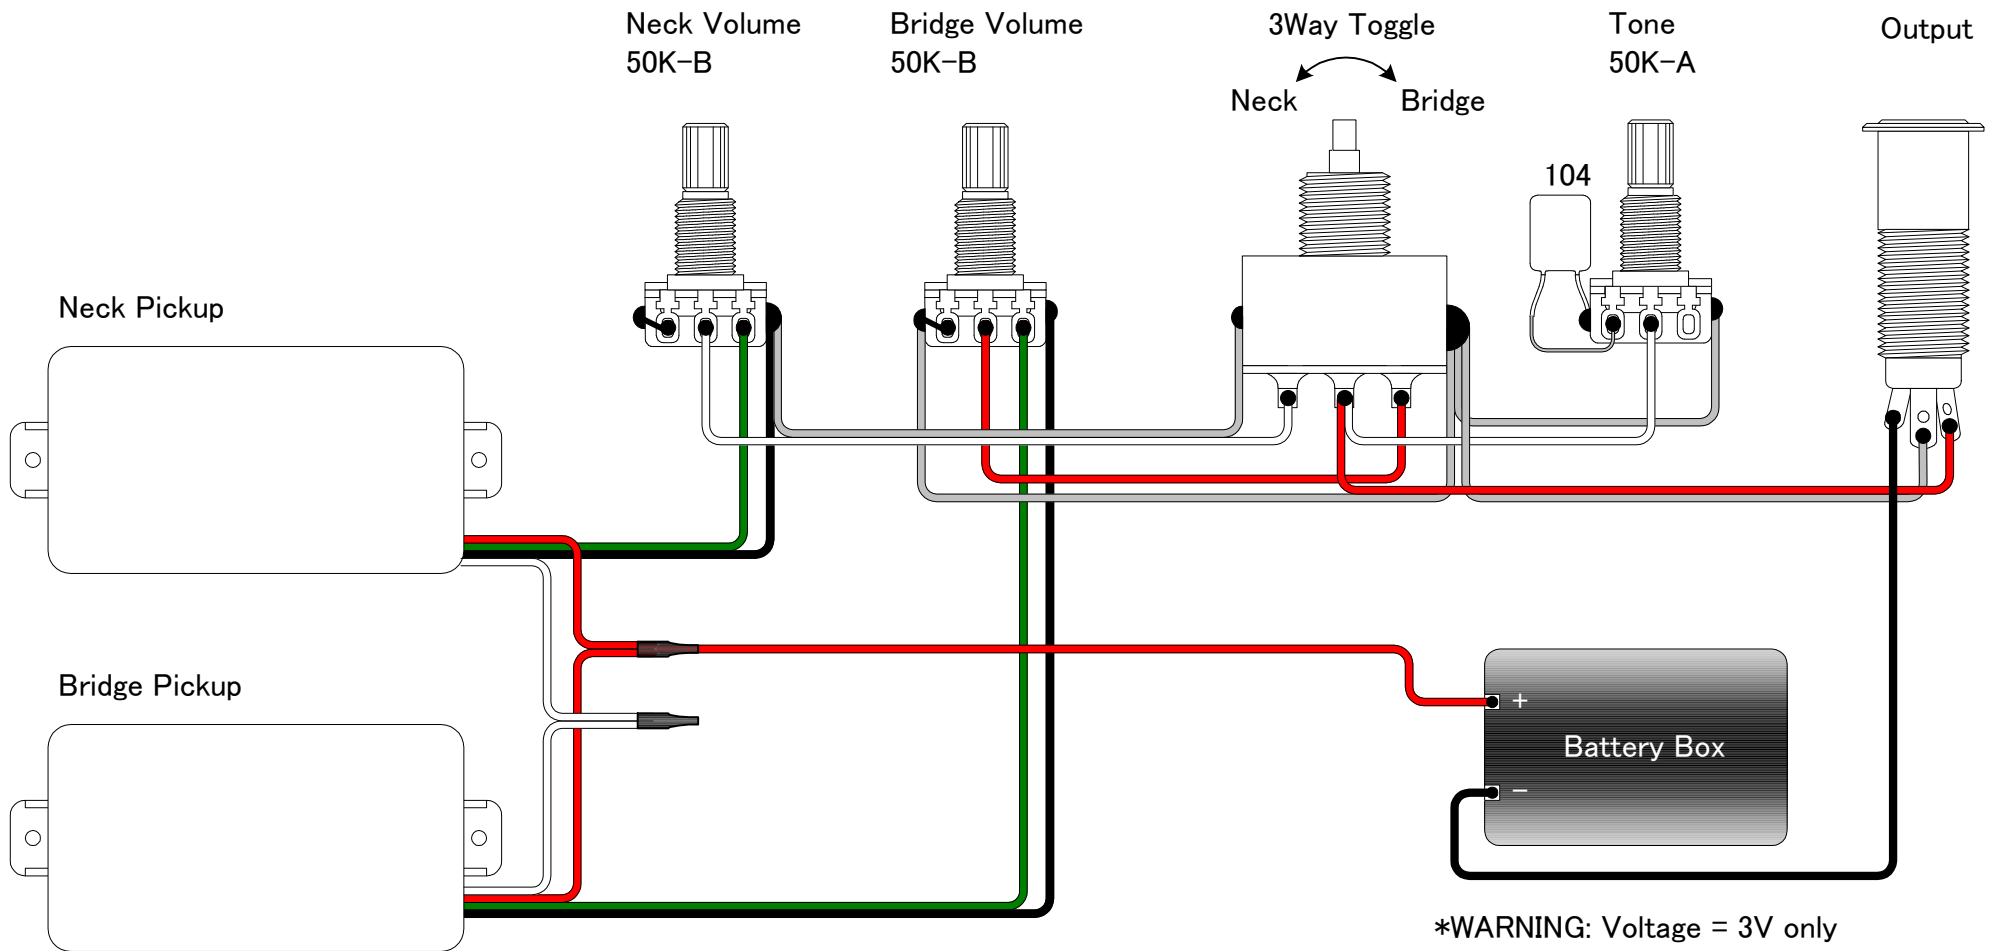 Neck Volume
50K-B
Bridge Volume
50K-B
3Way Toggle
Neck
Bridge
Tone
50K-A
Output
104
Neck Pickup
Bridge Pickup
+
Battery Box
-
*WARNING: Voltage = 3V only